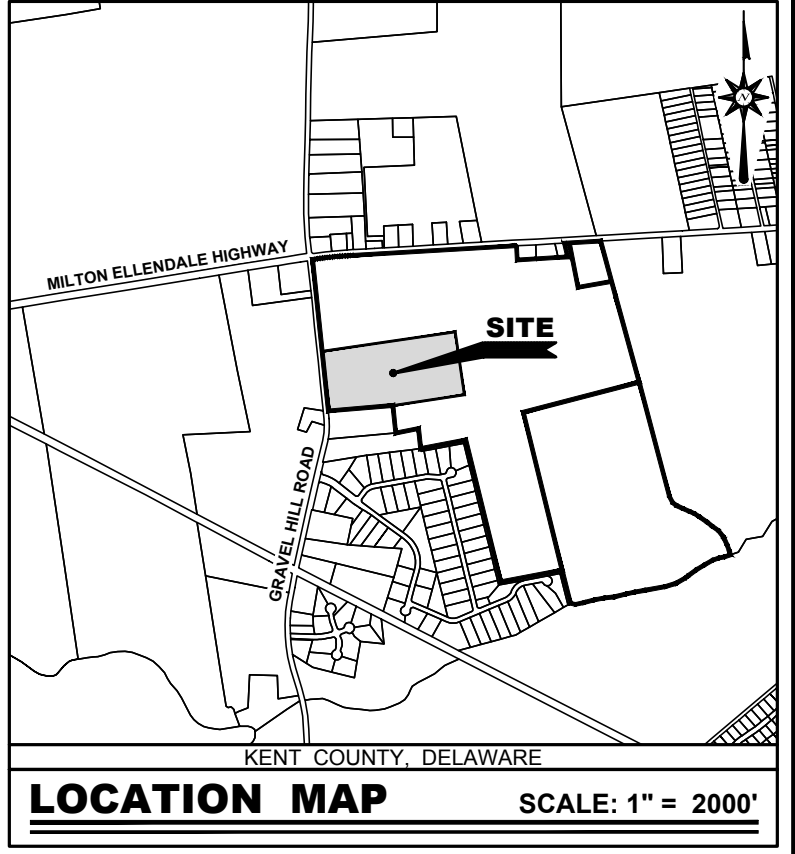 N
MILTON ELLENDALE HIGHWAY
SITE
GRAVEL HILL ROAD
KENT COUNTY, DELAWARE
LOCATION MAP SCALE: 1" = 2000'